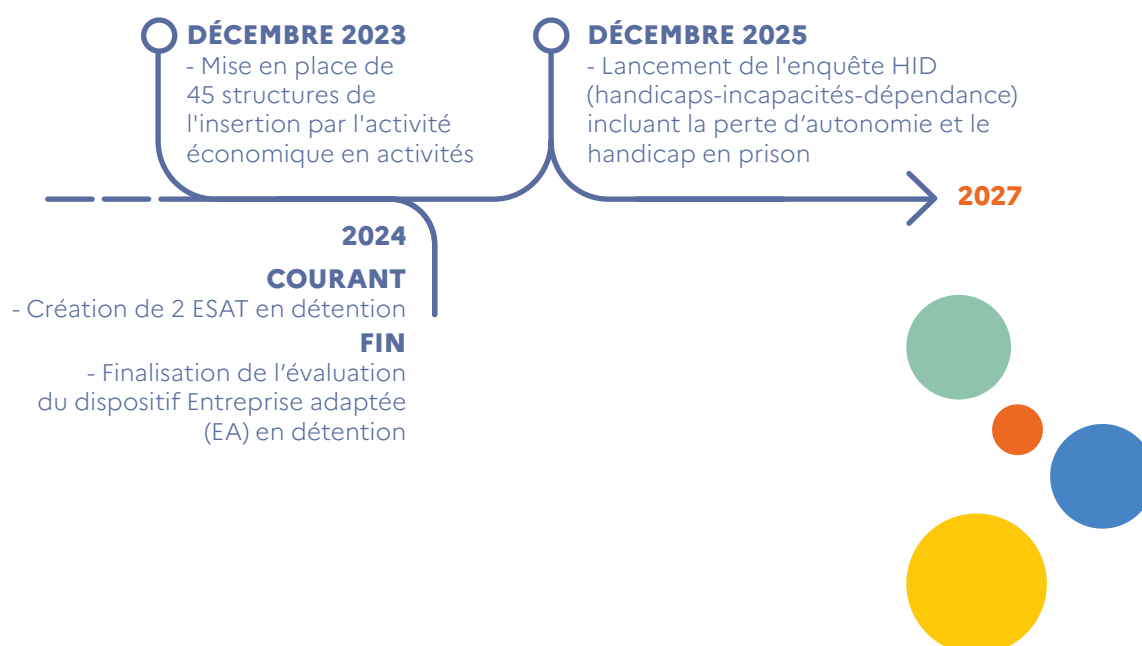 DÉCEMBRE 2023
- Mise en place de
45 structures de
l'insertion par l'activité
économique en activités
DÉCEMBRE 2025
- Lancement de l'enquête HID
(handicaps-incapacités-dépendance)
incluant la perte d’autonomie et le
handicap en prison
2027
2024
COURANT
- Création de 2 ESAT en détention
FIN
- Finalisation de l’évaluation
du dispositif Entreprise adaptée
(EA) en détention